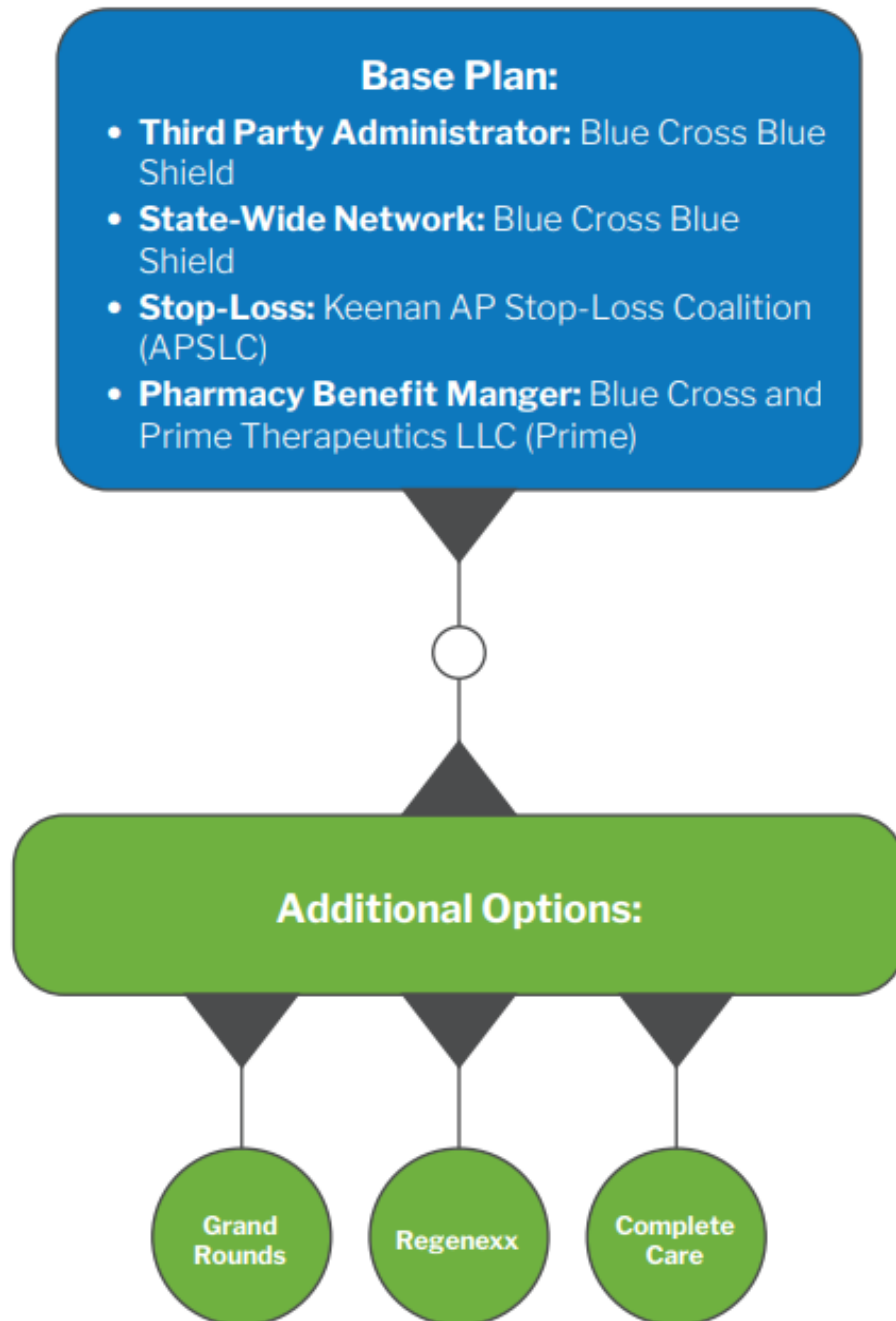 Base Plan:
• Third Party Administrator: Blue Cross Blue
Shield
• State-Wide Network: Blue Cross Blue
Shield
• Stop-Loss: Keenan AP Stop-Loss Coalition
(APSLC)
• Pharmacy Benefit Manger: Blue Cross and
Prime Therapeutics LLC (Prime)
Additional Options:
Grand
Rounds
Regenexx
Complete
Care